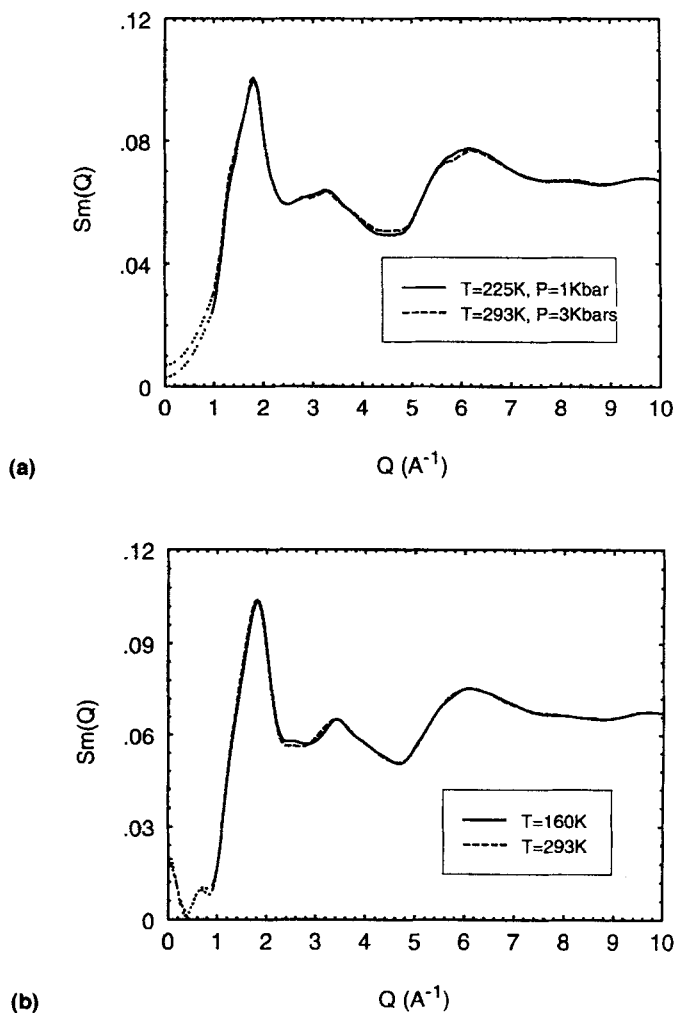 .12
.08
.04
0
Sm(Q)
T=225K, P=1Kbar
T=293K, P=3Kbars
0 1 2 3 4 5 6 7 8 9 10
(a)
Q (A⁻¹)
.12
.09
.06
.03
0
Sm(Q)
T=160K
T=293K
0 1 2 3 4 5 6 7 8 9 10
(b)
Q (A⁻¹)